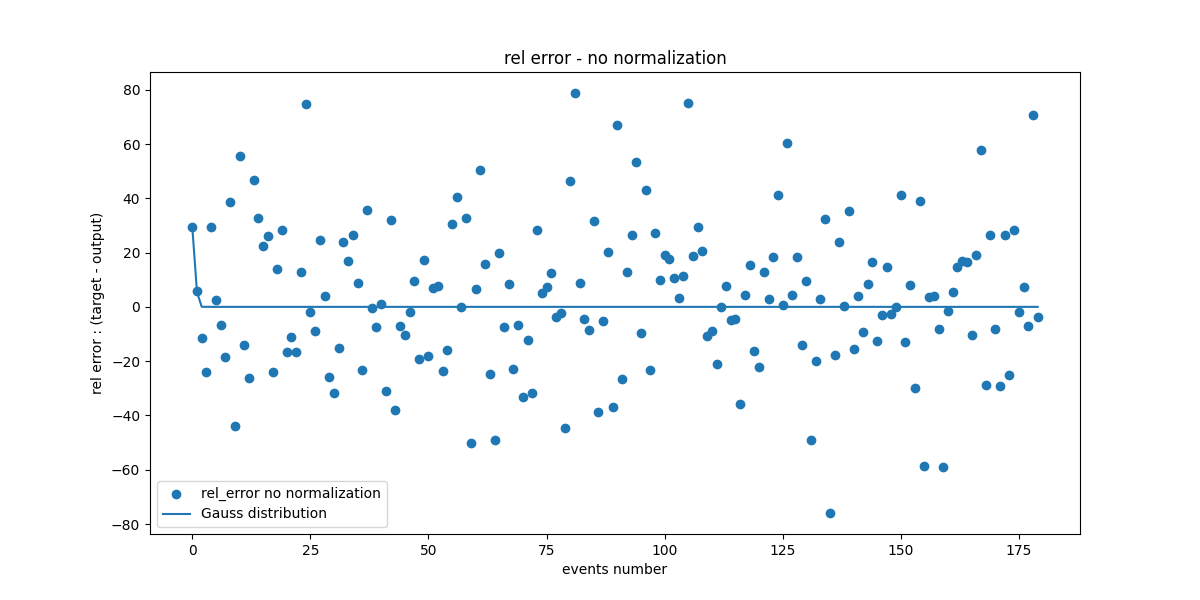 rel error - no normalization
80
60
40
20
0
−20
−40
−60
−80
rel error : (target - output)
rel_error no normalization
Gauss distribution
0 25 50 75 100 125 150 175
events number